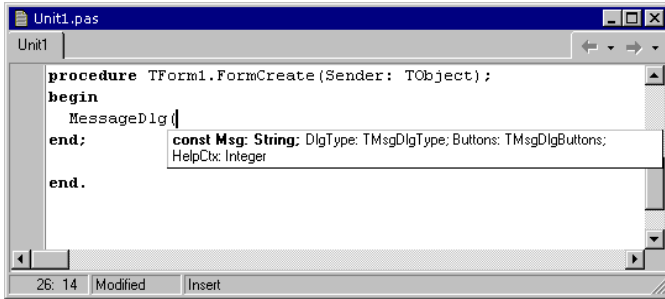 Unit1.pas
Unit1
procedure TForm1.FormCreate(Sender: TObject);
begin
MessageDlg(
end;
const Msg: String; DlgType: TMsgDlgType; Buttons: TMsgDlgButtons;
HelpCtx: Integer
end.
26: 14 Modified Insert